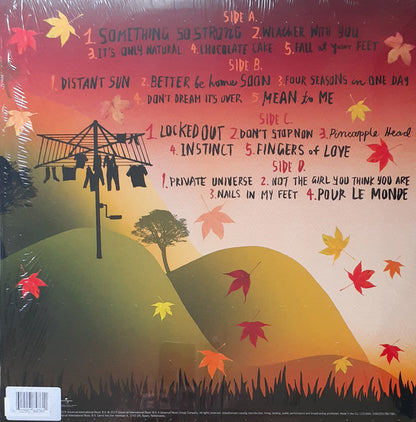 SIDE A.
1. SOMETHING SO STRONG 2. WEATHER WITH YOU
3. IT'S ONLY NATURAL 4. CHOCOLATE CAKE 5. FALL at your FEET
SIDE B.
1. DISTANT SUN 2. BETTER be home SOON 3. FOUR SEASONS in ONE DAY
4. DON'T DREAM IT'S OVER 5. MEAN to ME
SIDE C.
1. LOCKED OUT 2. DON'T STOP NOW 3. Pineapple Head
4. INSTINCT 5. FINGERS of LOVE
SIDE D.
1. PRIVATE UNIVERSE 2. NOT THE GIRL YOU THINK YOU ARE
3. NAILS IN MY FEET 4. POUR LE MONDE